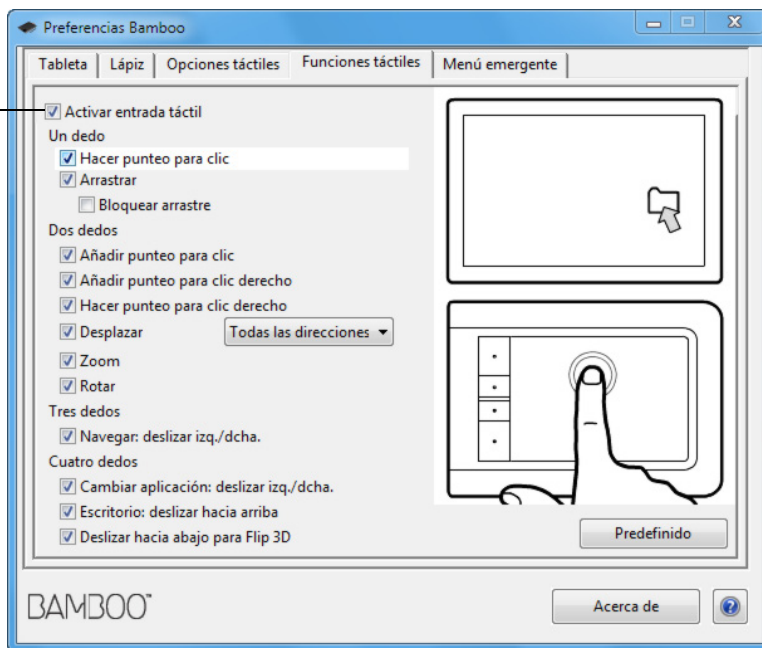 Preferencias Bamboo
Tableta Lápiz Opciones táctiles Funciones táctiles Menú emergente
Activar entrada táctil
Un dedo
Hacer punteo para clic
Arrastrar
Bloquear arrastre
Dos dedos
Añadir punteo para clic
Añadir punteo para clic derecho
Hacer punteo para clic derecho
Desplazar Todas las direcciones
Zoom
Rotar
Tres dedos
Navegar: deslizar izq./dcha.
Cuatro dedos
Cambiar aplicación: deslizar izq./dcha.
Escritorio: deslizar hacia arriba
Deslizar hacia abajo para Flip 3D
Predefinido
BAMBOO™
Acerca de
?